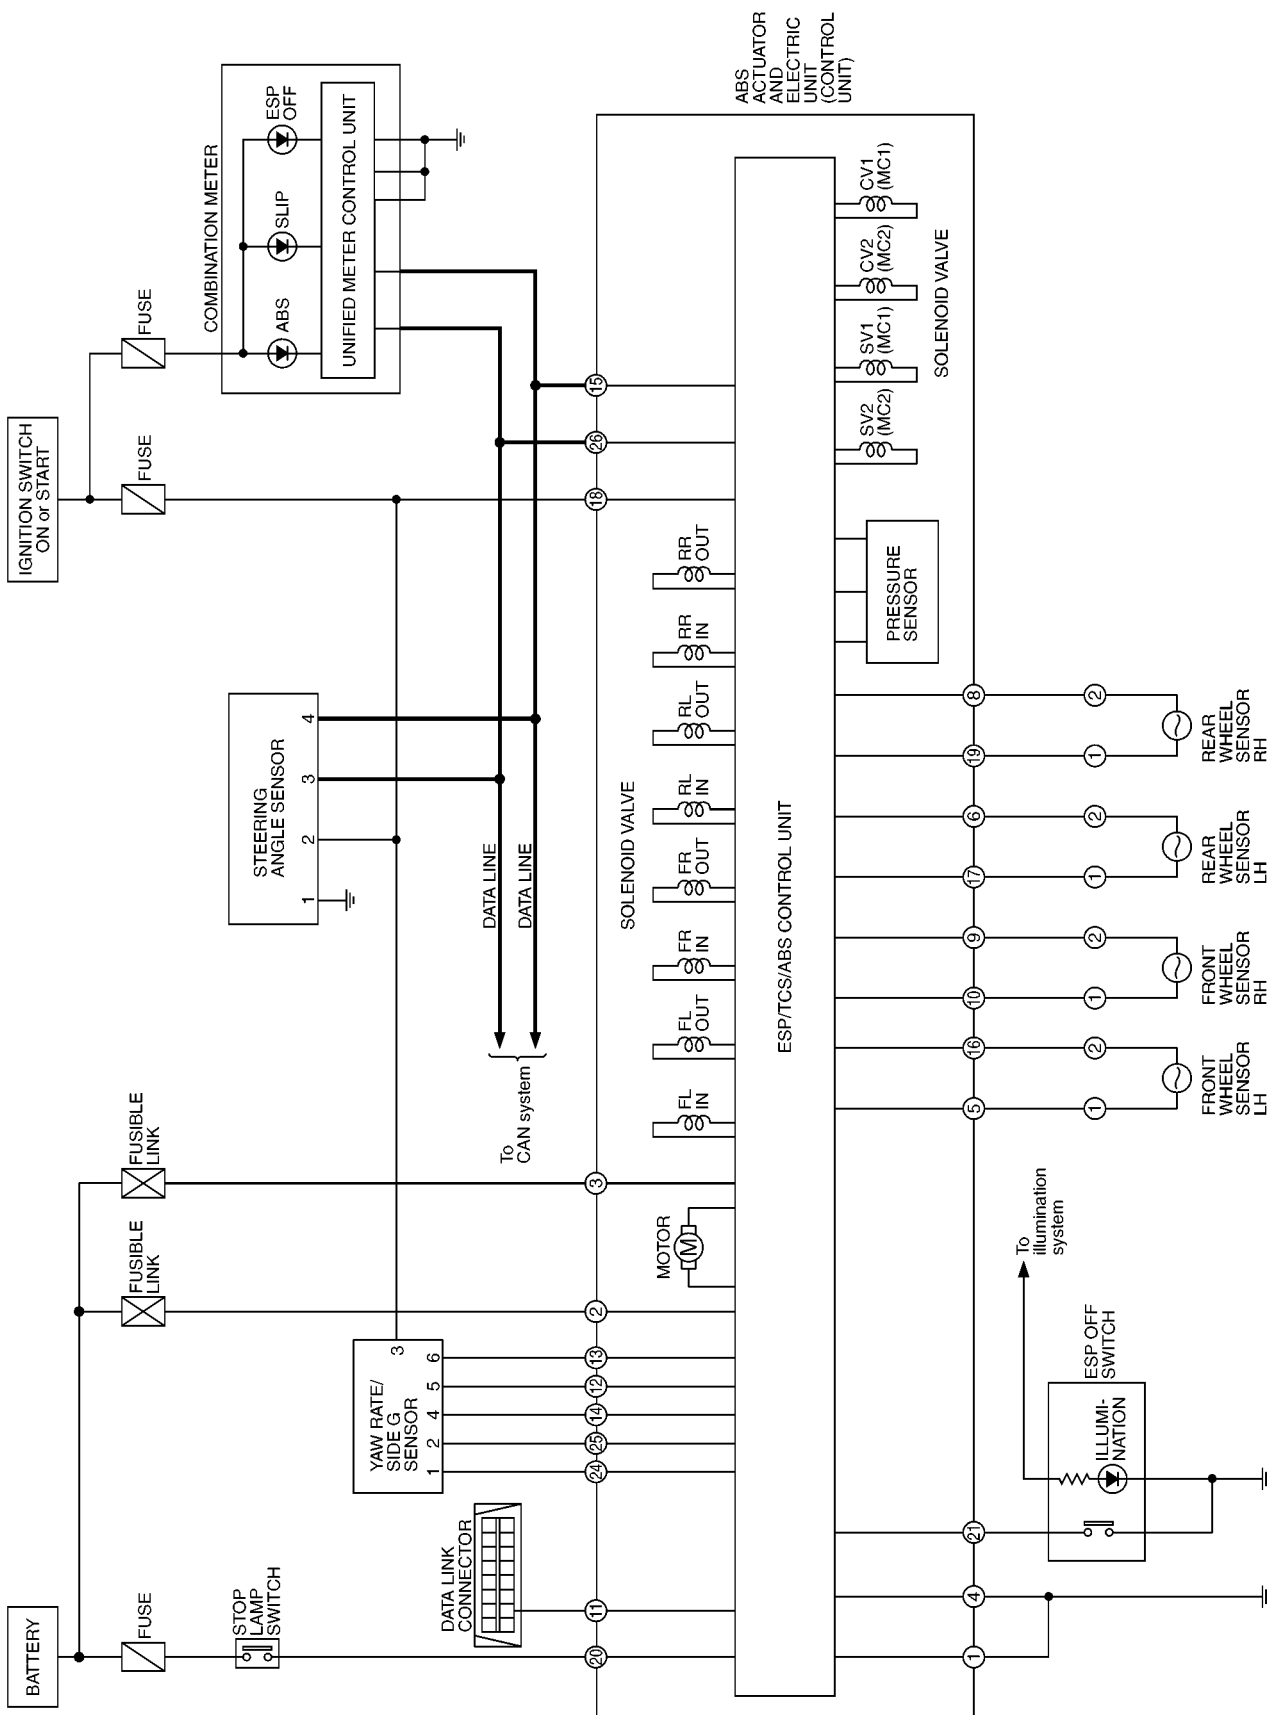 BATTERY
FUSE
STOP
LAMP
SWITCH
DATA LINK
CONNECTOR
20
11
FUSIBLE
LINK
FUSIBLE
LINK
YAW RATE/
SIDE G
SENSOR
3
1
2
4
5
6
24
25
14
12
13
2
3
MOTOR
M
IGNITION SWITCH
ON or START
FUSE
FUSE
STEERING
ANGLE SENSOR
1
2
3
4
DATA LINE
DATA LINE
To
CAN system
COMBINATION METER
ABS
SLIP
ESP
OFF
UNIFIED METER CONTROL UNIT
18
26
15
SOLENOID VALVE
FL
IN
FL
OUT
FR
IN
FR
OUT
RL
IN
RL
OUT
RR
IN
RR
OUT
ESP/TCS/ABS CONTROL UNIT
ABS
ACTUATOR
AND
ELECTRIC
UNIT
(CONTROL
UNIT)
PRESSURE
SENSOR
SV2
(MC2)
SV1
(MC1)
CV2
(MC2)
CV1
(MC1)
SOLENOID VALVE
1
4
21
5
16
10
9
17
6
19
8
1
2
1
2
1
2
1
2
ESP OFF
SWITCH
ILLUMI-
NATION
To
illumination
system
FRONT
WHEEL
SENSOR
LH
FRONT
WHEEL
SENSOR
RH
REAR
WHEEL
SENSOR
LH
REAR
WHEEL
SENSOR
RH